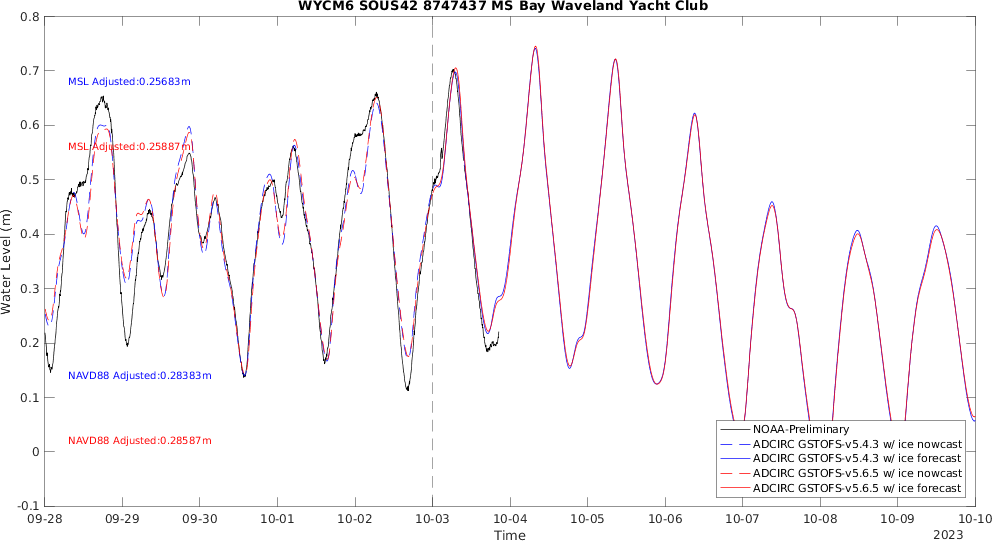 WYCM6 SOUS42 8747437 MS Bay Waveland Yacht Club
0.8
0.7
0.6
0.5
0.4
0.3
0.2
0.1
0
-0.1
Water Level (m)
MSL Adjusted:0.25683m
MSL Adjusted:0.25887m
NAVD88 Adjusted:0.28383m
NAVD88 Adjusted:0.28587m
NOAA-Preliminary
ADCIRC GSTOFS-v5.4.3 w/ ice nowcast
ADCIRC GSTOFS-v5.4.3 w/ ice forecast
ADCIRC GSTOFS-v5.6.5 w/ ice nowcast
ADCIRC GSTOFS-v5.6.5 w/ ice forecast
09-28 09-29 09-30 10-01 10-02 10-03 10-04 10-05 10-06 10-07 10-08 10-09 10-10
Time
2023